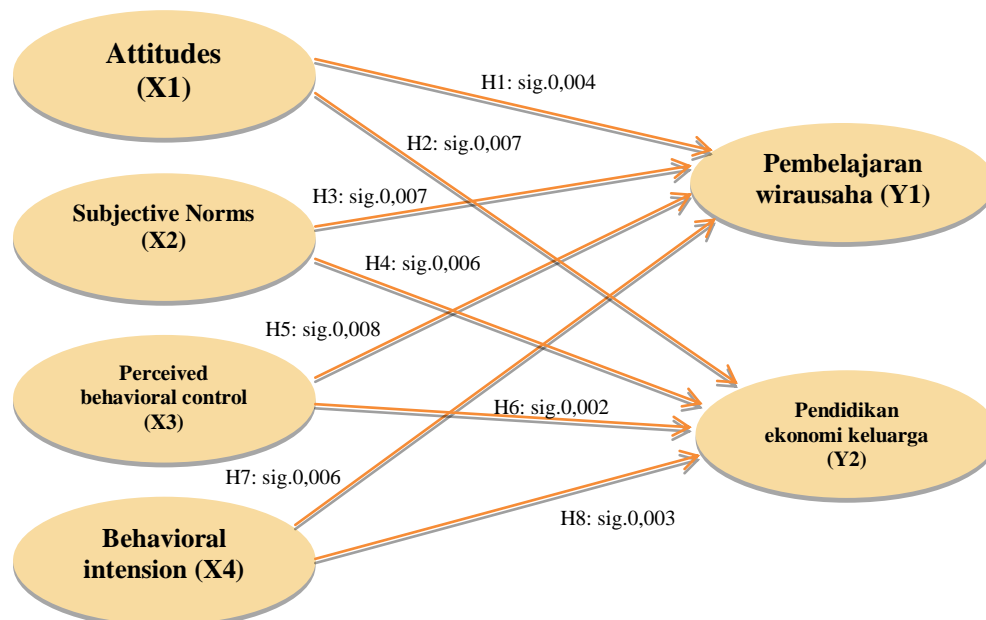 Attitudes
(X1)
H1: sig.0,004
H2: sig.0,007
Pembelajaran
wirausaha (Y1)
H3: sig.0,007
Subjective Norms
(X2)
H4: sig.0,006
H5: sig.0,008
Perceived
behavioral control
(X3)
H6: sig.0,002
Pendidikan
ekonomi keluarga
(Y2)
H7: sig.0,006
H8: sig.0,003
Behavioral
intension (X4)